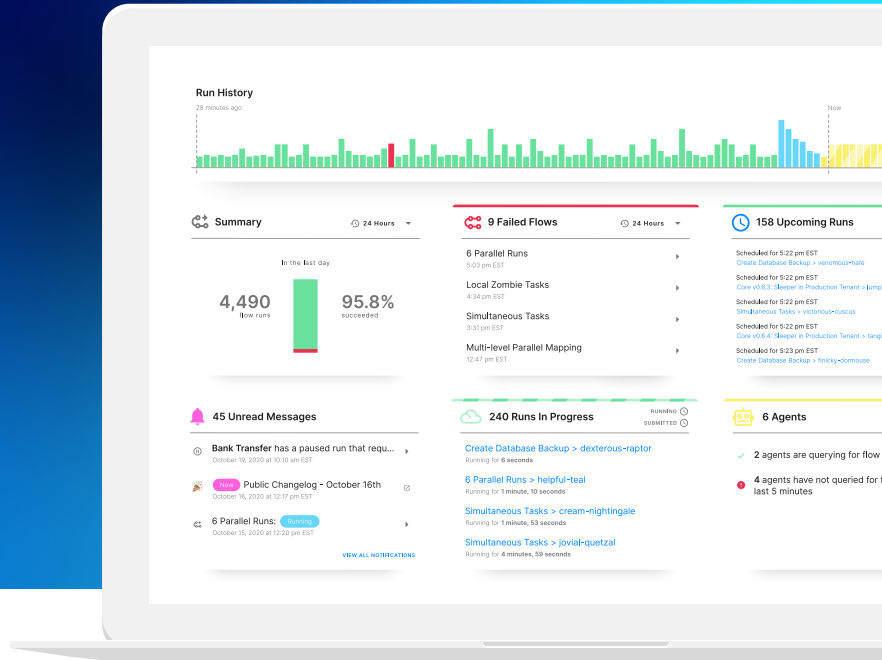 Run History
28 minutes ago
Now
Summary
24 Hours
In the last day
4,490
flow runs
95.8%
succeeded
9 Failed Flows
24 Hours
6 Parallel Runs
5:03 pm EST
Local Zombie Tasks
4:34 pm EST
Simultaneous Tasks
3:31 pm EST
Multi-level Parallel Mapping
12:47 pm EST
158 Upcoming Runs
Scheduled for 5:22 pm EST
Create Database Backup > venomous-hare
Scheduled for 5:22 pm EST
Core v0.6.3: Sleeper in Production Tenant > jump
Scheduled for 5:22 pm EST
Simultaneous Tasks > victorious-cuscus
Scheduled for 5:22 pm EST
Core v0.6.4: Sleeper in Production Tenant > tangi
Scheduled for 5:23 pm EST
Create Database Backup > finicky-dormouse
45 Unread Messages
Bank Transfer has a paused run that requ...
October 19, 2020 at 10:10 am EST
New Public Changelog - October 16th
October 16, 2020 at 12:17 pm EST
6 Parallel Runs: Running
October 15, 2020 at 12:20 pm EST
VIEW ALL NOTIFICATIONS
240 Runs In Progress
RUNNING
SUBMITTED
Create Database Backup > dexterous-raptor
Running for 6 seconds
6 Parallel Runs > helpful-teal
Running for 1 minute, 10 seconds
Simultaneous Tasks > cream-nightingale
Running for 1 minute, 53 seconds
Simultaneous Tasks > jovial-quetzal
Running for 4 minutes, 59 seconds
6 Agents
2 agents are querying for flow
4 agents have not queried for
last 5 minutes